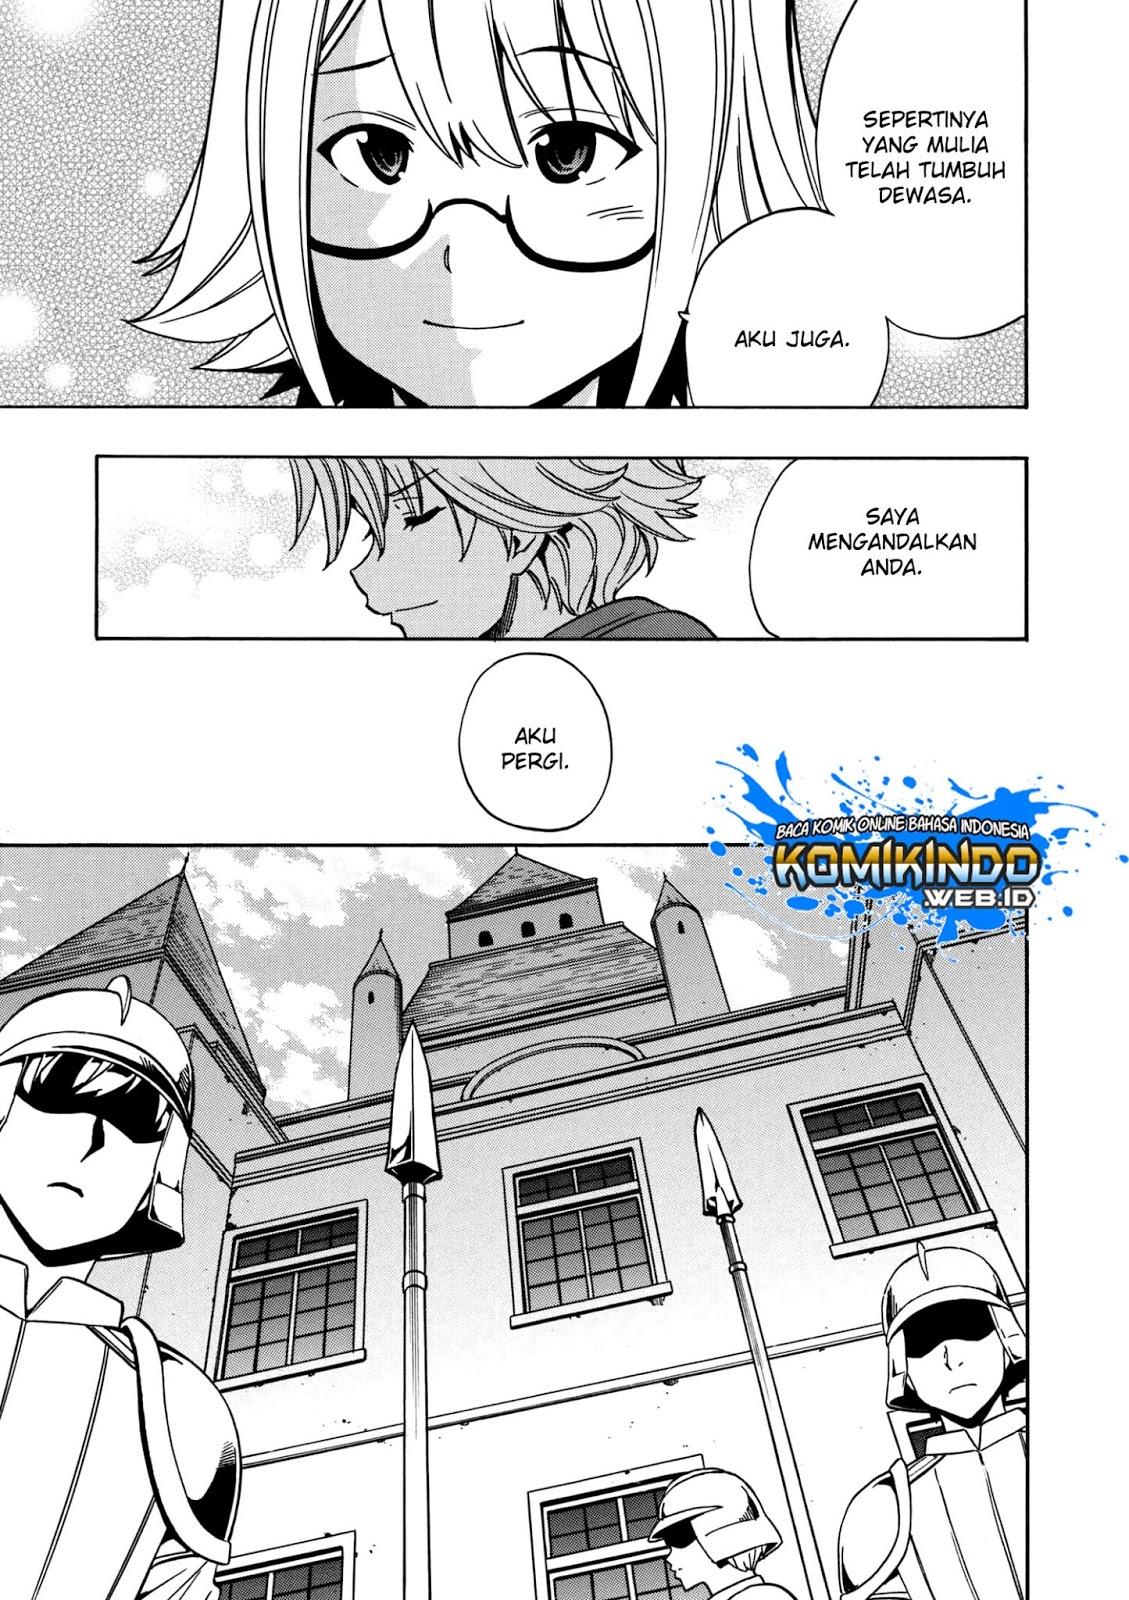 SEPERTINYA
YANG MULIA
TELAH TUMBUH
DEWASA.
AKU JUGA.
SAYA
MENGANDALKAN
ANDA.
AKU
PERGI.
BACA KOMIK ONLINE BAHASA INDONESIA
KOMIKINDO
.WEB.ID